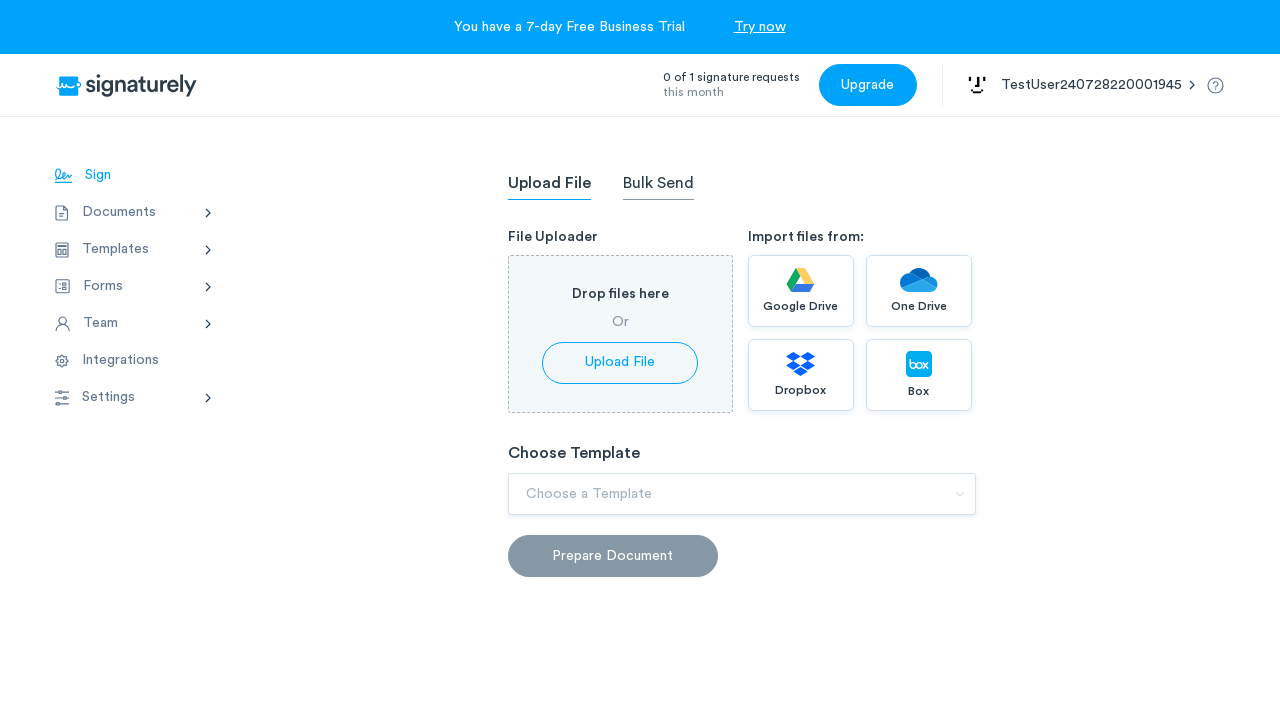 You have a 7-day Free Business Trial Try now
signaturely
0 of 1 signature requests
this month
Upgrade
TestUser240728220001945
Sign
Documents
Templates
Forms
Team
Integrations
Settings
Upload File
Bulk Send
File Uploader
Import files from:
Drop files here
Or
Upload File
Google Drive
One Drive
Dropbox
box
Box
Choose Template
Choose a Template
Prepare Document